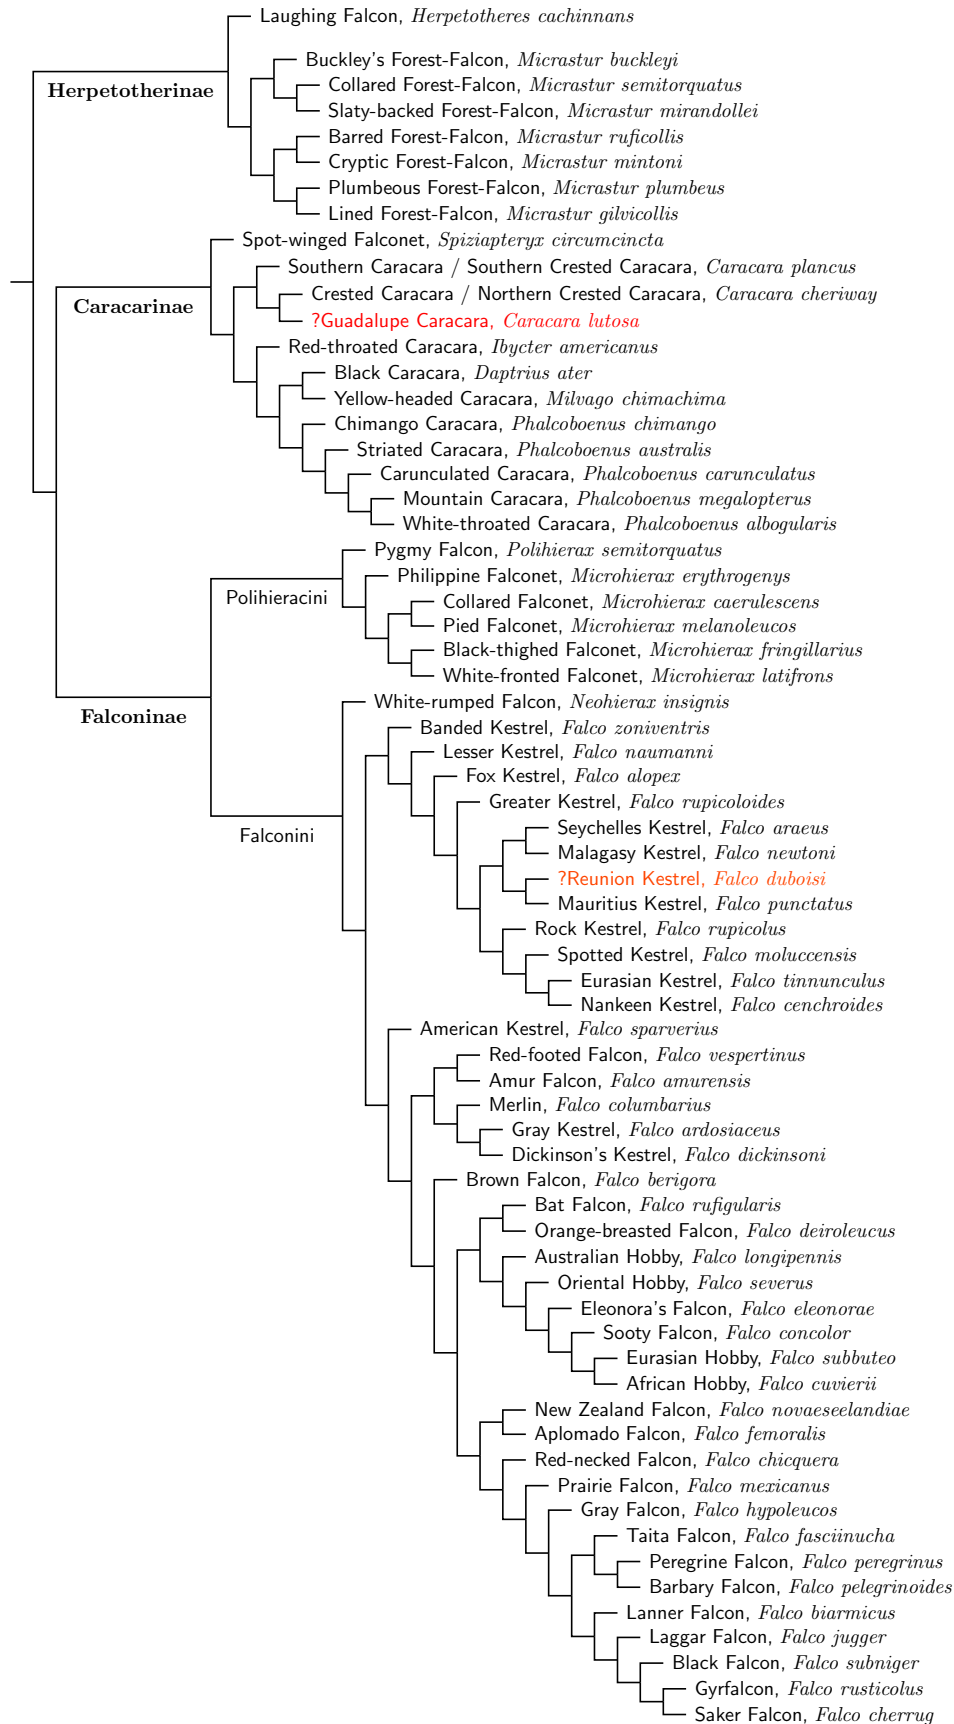 Laughing Falcon, Herpetotheres cachinnans
Buckley's Forest-Falcon, Micrastur buckleyi
Collared Forest-Falcon, Micrastur semitorquatus
Herpetotherinae
Slaty-backed Forest-Falcon, Micrastur mirandollei
Barred Forest-Falcon, Micrastur ruficollis
Cryptic Forest-Falcon, Micrastur mintoni
Plumbeous Forest-Falcon, Micrastur plumbeus
Lined Forest-Falcon, Micrastur gilvicollis
Spot-winged Falconet, Spiziapteryx circumcincta
Southern Caracara / Southern Crested Caracara, Caracara plancus
Crested Caracara / Northern Crested Caracara, Caracara cheriway
Caracarinae
?Guadalupe Caracara, Caracara lutosa
Red-throated Caracara, Ibycter americanus
Black Caracara, Daptrius ater
Yellow-headed Caracara, Milvago chimachima
Chimango Caracara, Phalcoboenus chimango
Striated Caracara, Phalcoboenus australis
Carunculated Caracara, Phalcoboenus carunculatus
Mountain Caracara, Phalcoboenus megalopterus
White-throated Caracara, Phalcoboenus albogularis
Pygmy Falcon, Polihierax semitorquatus
Philippine Falconet, Microhierax erythrogenys
Polihieracini
Collared Falconet, Microhierax caerulescens
Pied Falconet, Microhierax melanoleucos
Black-thighed Falconet, Microhierax fringillarius
White-fronted Falconet, Microhierax latifrons
White-rumped Falcon, Neohierax insignis
Falconinae
Banded Kestrel, Falco zoniventris
Lesser Kestrel, Falco naumanni
Fox Kestrel, Falco alopex
Greater Kestrel, Falco rupicoloides
Seychelles Kestrel, Falco araeus
Falconini
Malagasy Kestrel, Falco newtoni
?Reunion Kestrel, Falco duboisi
Mauritius Kestrel, Falco punctatus
Rock Kestrel, Falco rupicolus
Spotted Kestrel, Falco moluccensis
Eurasian Kestrel, Falco tinnunculus
Nankeen Kestrel, Falco cenchroides
American Kestrel, Falco sparverius
Red-footed Falcon, Falco vespertinus
Amur Falcon, Falco amurensis
Merlin, Falco columbarius
Gray Kestrel, Falco ardosiaceus
Dickinson's Kestrel, Falco dickinsoni
Brown Falcon, Falco berigora
Bat Falcon, Falco rufigularis
Orange-breasted Falcon, Falco deiroleucus
Australian Hobby, Falco longipennis
Oriental Hobby, Falco severus
Eleonora's Falcon, Falco eleonorae
Sooty Falcon, Falco concolor
Eurasian Hobby, Falco subbuteo
African Hobby, Falco cuvierii
New Zealand Falcon, Falco novaeseelandiae
Aplomado Falcon, Falco femoralis
Red-necked Falcon, Falco chicquera
Prairie Falcon, Falco mexicanus
Gray Falcon, Falco hypoleucos
Taita Falcon, Falco fasciinucha
Peregrine Falcon, Falco peregrinus
Barbary Falcon, Falco pelegrinoides
Lanner Falcon, Falco biarmicus
Laggar Falcon, Falco jugger
Black Falcon, Falco subniger
Gyrfalcon, Falco rusticolus
Saker Falcon, Falco cherrug